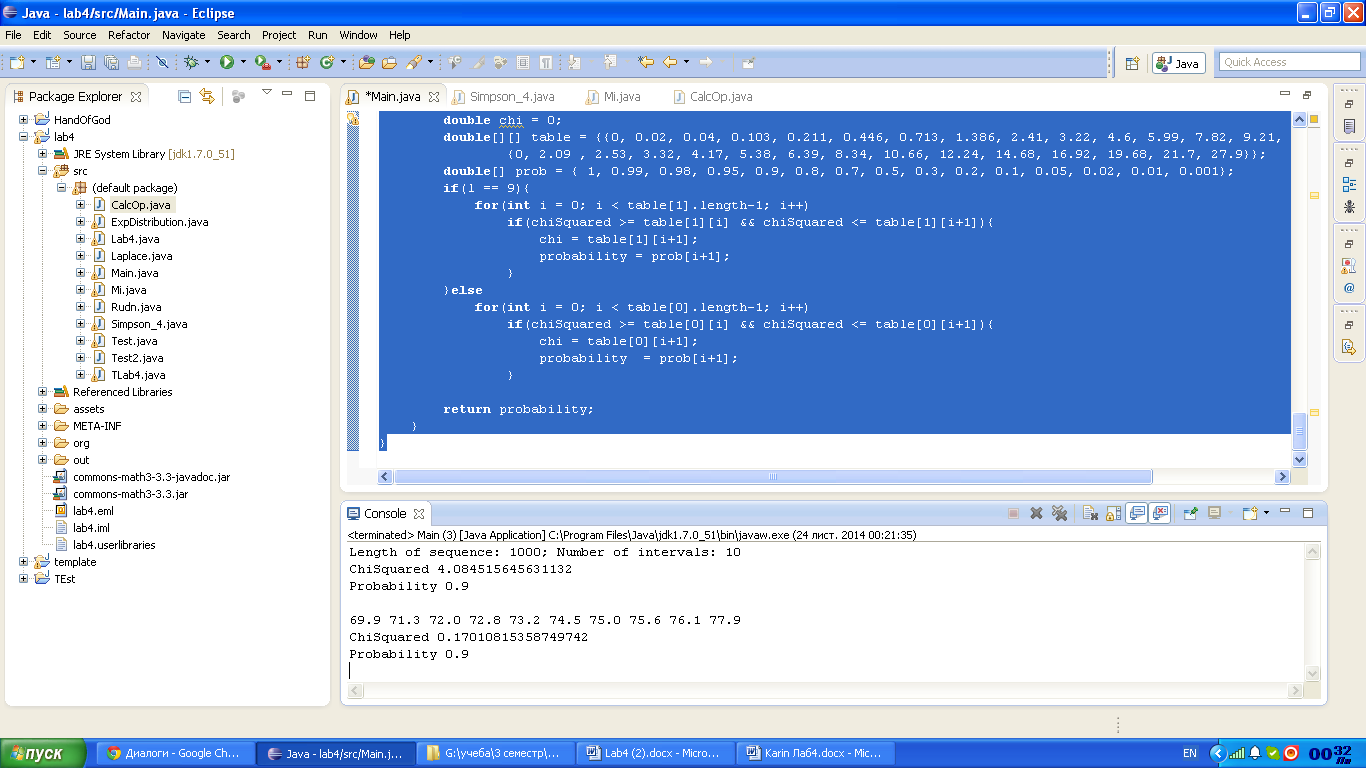 Java - lab4/src/Main.java - Eclipse
File Edit Source Refactor Navigate Search Project Run Window Help
Java
Quick Access
Package Explorer
HandOfGod
lab4
JRE System Library [jdk1.7.0_51]
src
(default package)
CalcOp.java
ExpDistribution.java
Lab4.java
Laplace.java
Main.java
Mi.java
Rudn.java
Simpson_4.java
Test.java
Test2.java
TLab4.java
Referenced Libraries
assets
META-INF
org
out
commons-math3-3.3-javadoc.jar
commons-math3-3.3.jar
lab4.eml
lab4.iml
lab4.userlibraries
template
TEst
*Main.java Simpson_4.java Mi.java CalcOp.java
double chi = 0;
double[][] table = {{0, 0.02, 0.04, 0.103, 0.211, 0.446, 0.713, 1.386, 2.41, 3.22, 4.6, 5.99, 7.82, 9.21,
{0, 2.09 , 2.53, 3.32, 4.17, 5.38, 6.39, 8.34, 10.66, 12.24, 14.68, 16.92, 19.68, 21.7, 27.9}};
double[] prob = { 1, 0.99, 0.98, 0.95, 0.9, 0.8, 0.7, 0.5, 0.3, 0.2, 0.1, 0.05, 0.02, 0.01, 0.001};
if(l == 9){
for(int i = 0; i < table[1].length-1; i++)
if(chiSquared >= table[1][i] && chiSquared <= table[1][i+1]){
chi = table[1][i+1];
probability = prob[i+1];
}
}else
for(int i = 0; i < table[0].length-1; i++)
if(chiSquared >= table[0][i] && chiSquared <= table[0][i+1]){
chi = table[0][i+1];
probability = prob[i+1];
}
return probability;
}
}
Console
<terminated> Main (3) [Java Application] C:\Program Files\Java\jdk1.7.0_51\bin\javaw.exe (24 лист. 2014 00:21:35)
Length of sequence: 1000; Number of intervals: 10
ChiSquared 4.084515645631132
Probability 0.9
69.9 71.3 72.0 72.8 73.2 74.5 75.0 75.6 76.1 77.9
ChiSquared 0.17010815358749742
Probability 0.9
пуск
Диалоги - Google Ch...
Java - lab4/src/Main.j...
G:\учеба\3 семестр\...
Lab4 (2).docx - Micro...
Karin Лаб4.docx - Mic...
EN
00 32
Пн